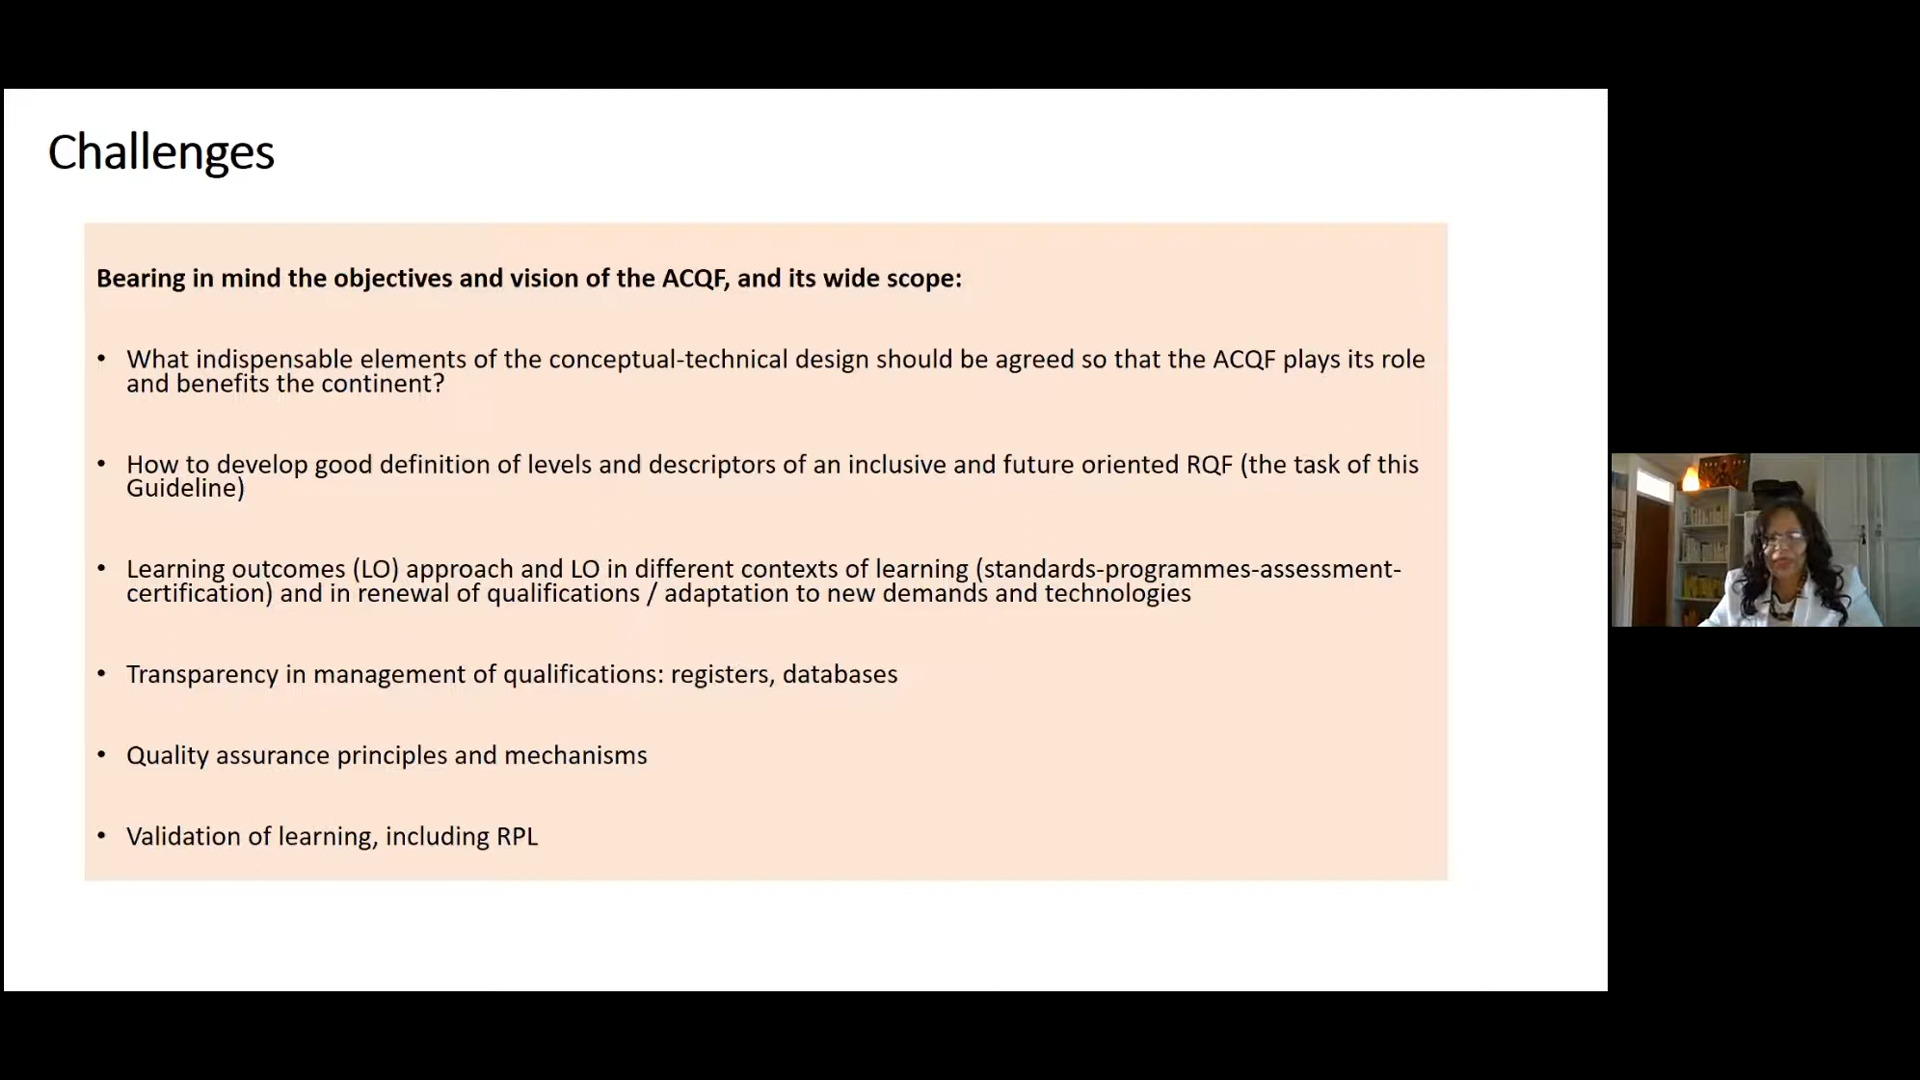 Challenges
Bearing in mind the objectives and vision of the ACQF, and its wide scope:
• What indispensable elements of the conceptual-technical design should be agreed so that the ACQF plays its role
and benefits the continent?
• How to develop good definition of levels and descriptors of an inclusive and future oriented RQF (the task of this
Guideline)
• Learning outcomes (LO) approach and LO in different contexts of learning (standards-programmes-assessment-
certification) and in renewal of qualifications / adaptation to new demands and technologies
• Transparency in management of qualifications: registers, databases
• Quality assurance principles and mechanisms
• Validation of learning, including RPL